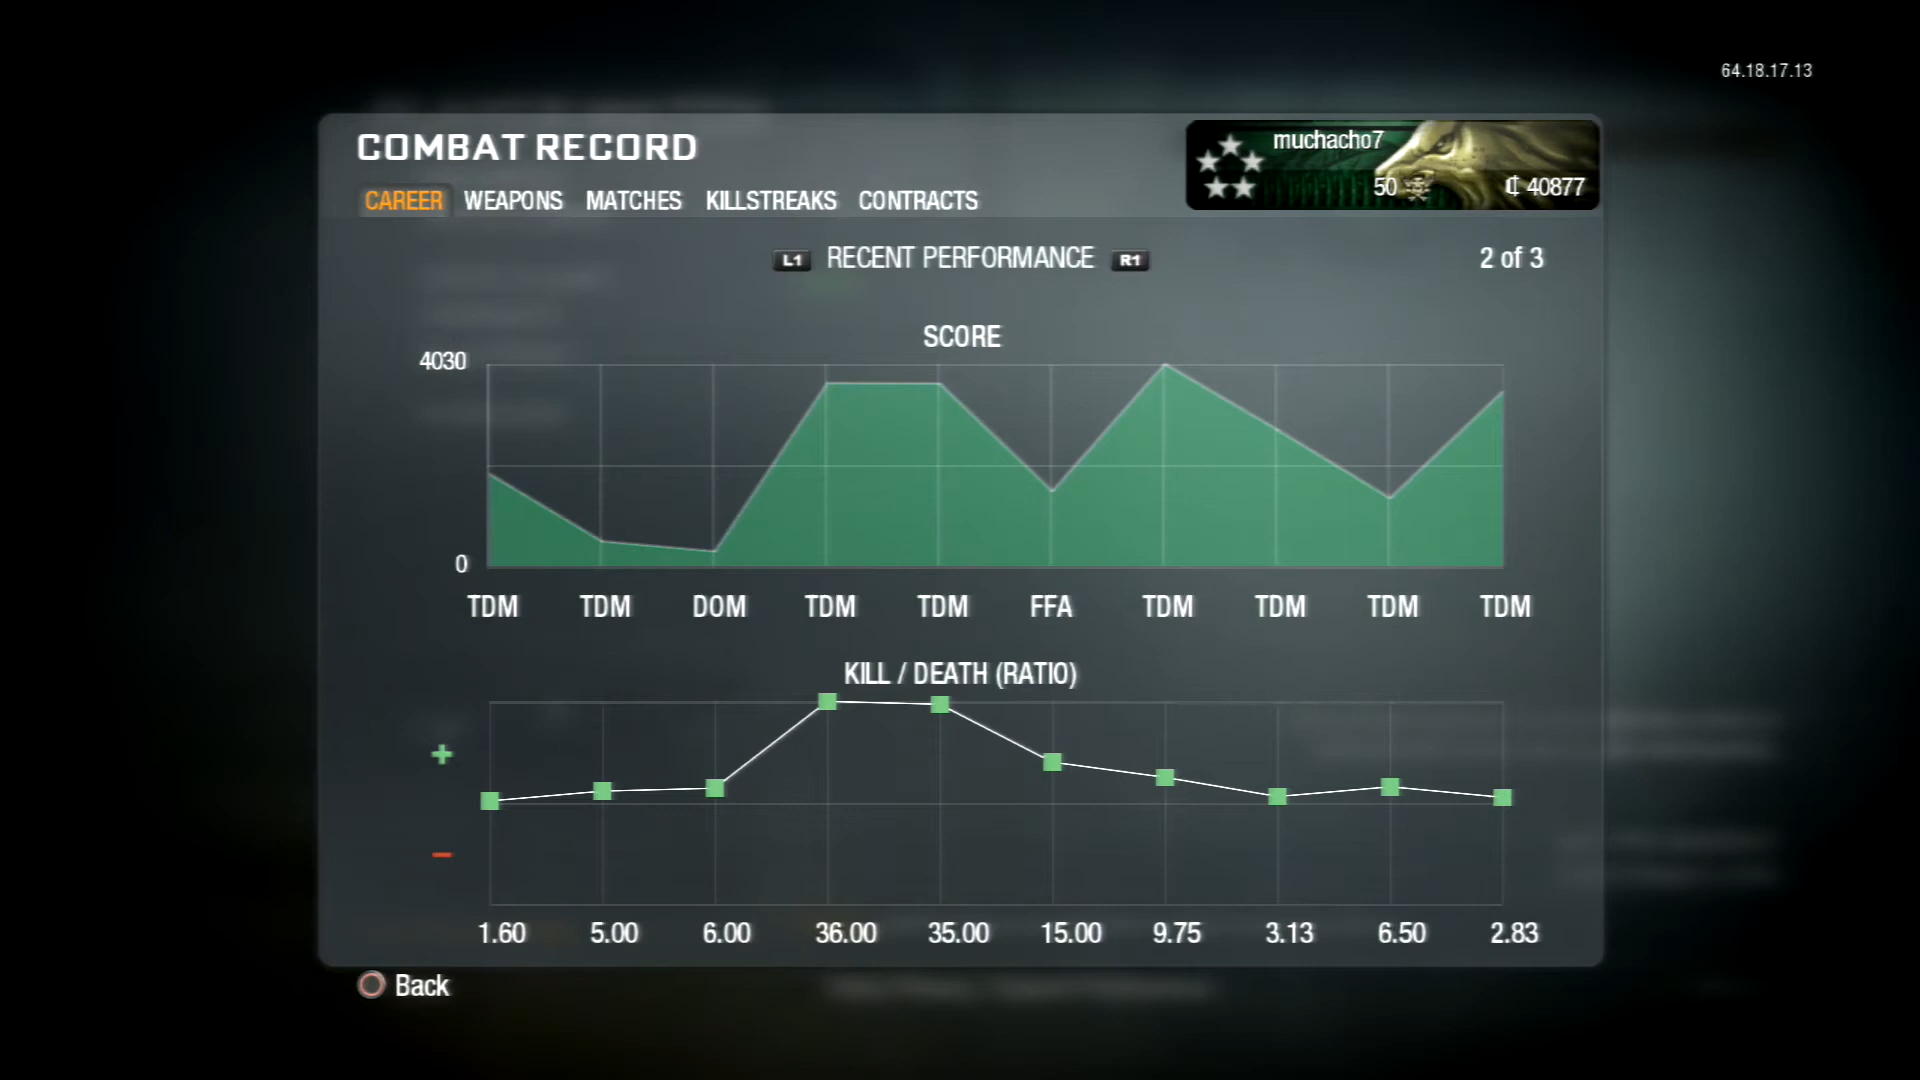 64.18.17.13
COMBAT RECORD
muchacho7
50
₵ 40877
CAREER WEAPONS MATCHES KILLSTREAKS CONTRACTS
L1 RECENT PERFORMANCE R1
2 of 3
SCORE
4030
0
TDM TDM DOM TDM TDM FFA TDM TDM TDM TDM
KILL / DEATH (RATIO)
+
−
1.60 5.00 6.00 36.00 35.00 15.00 9.75 3.13 6.50 2.83
Back